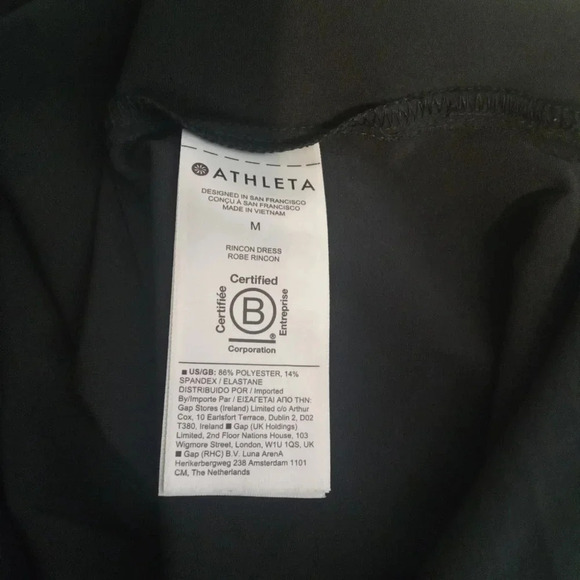 ATHLETA
DESIGNED IN SAN FRANCISCO
CONÇU À SAN FRANCISCO
MADE IN VIETNAM
M
RINCON DRESS
ROBE RINCON
Certified
Certifiée
B
®
Entreprise
Corporation
■ US/GB: 86% POLYESTER, 14%
SPANDEX / ELASTANE
DISTRIBUIDO POR / Imported
By/Importe Par / ΕΙΣΑΓΕΤΑΙ ΑΠΟ ΤΗΝ:
Gap Stores (Ireland) Limited c/o Arthur
Cox, 10 Earlsfort Terrace, Dublin 2, D02
T380, Ireland ■ Gap (UK Holdings)
Limited, 2nd Floor Nations House, 103
Wigmore Street, London, W1U 1QS, UK
■ Gap (RHC) B.V. Luna ArenA
Herikerbergweg 238 Amsterdam 1101
CM, The Netherlands